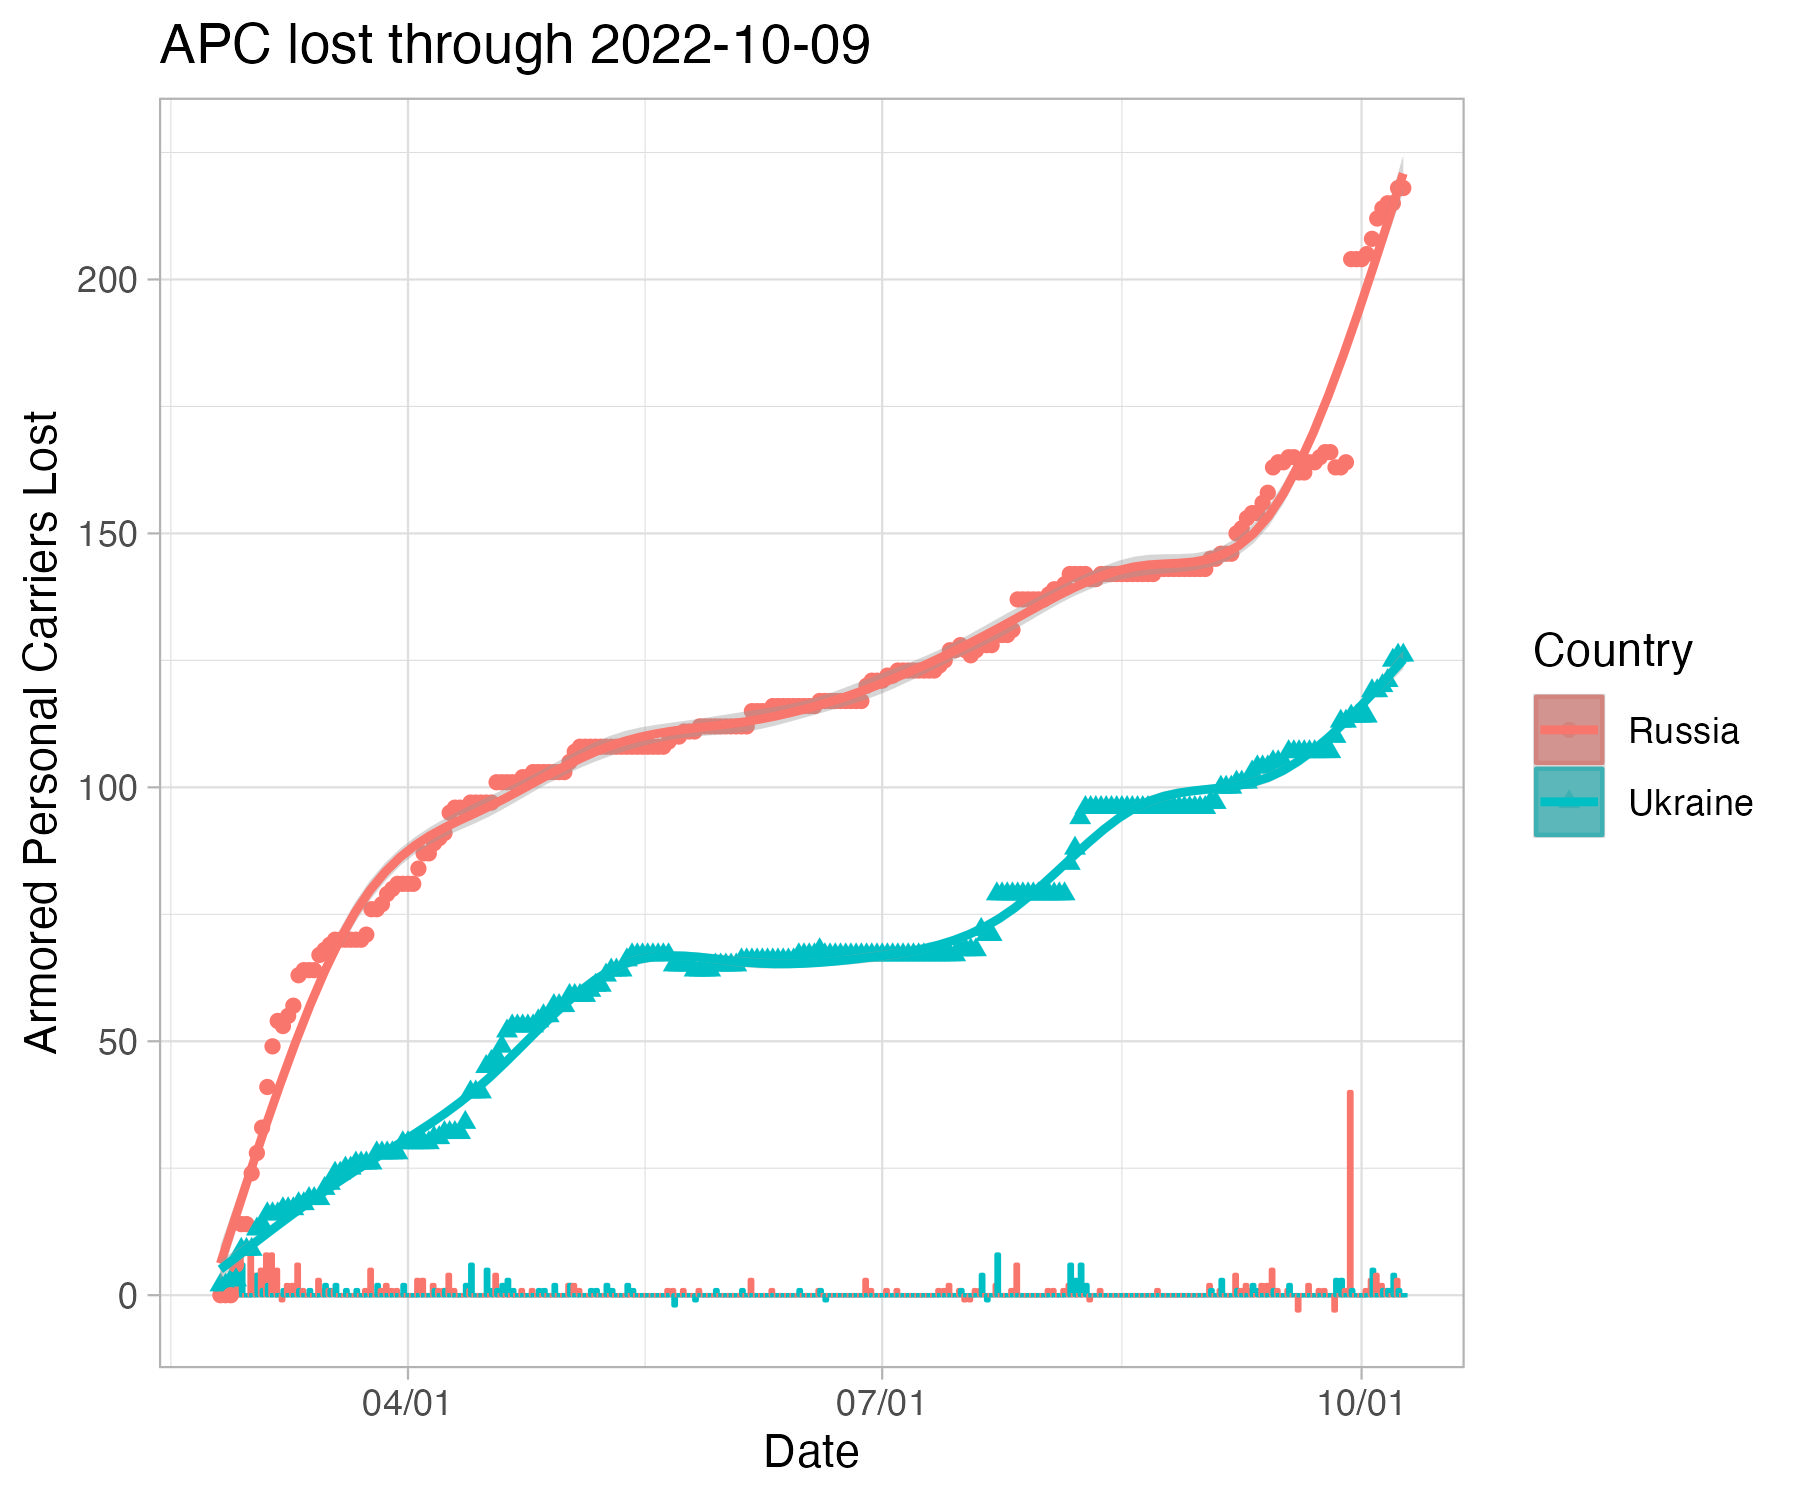 APC lost through 2022-10-09
Armored Personal Carriers Lost
200
150
100
50
0
04/01
07/01
10/01
Date
Country
Russia
Ukraine